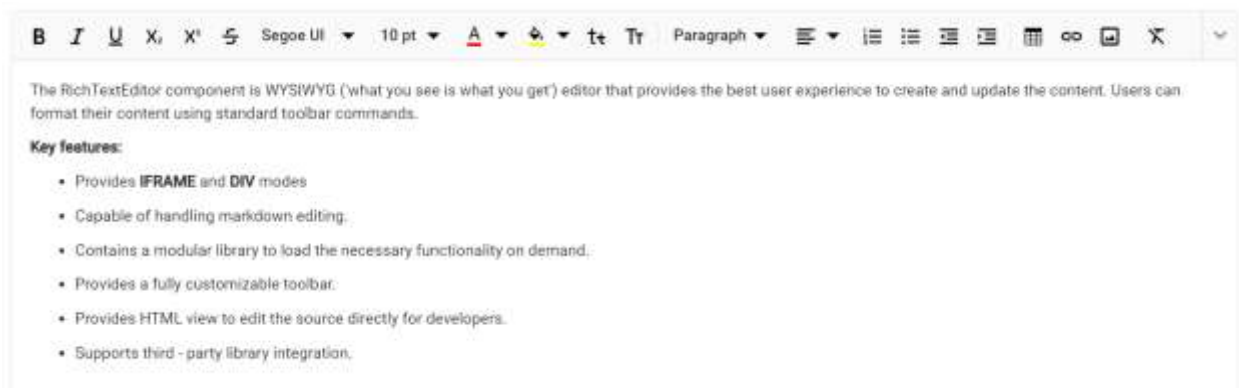 B I U X, X' S Segoe UI 10 pt A tt Tr Paragraph
The RichTextEditor component is WYSIWYG ('what you see is what you get') editor that provides the best user experience to create and update the content. Users can
format their content using standard toolbar commands.
Key features:
• Provides IFRAME and DIV modes
• Capable of handling markdown editing.
• Contains a modular library to load the necessary functionality on demand.
• Provides a fully customizable toolbar.
• Provides HTML view to edit the source directly for developers.
• Supports third - party library integration.